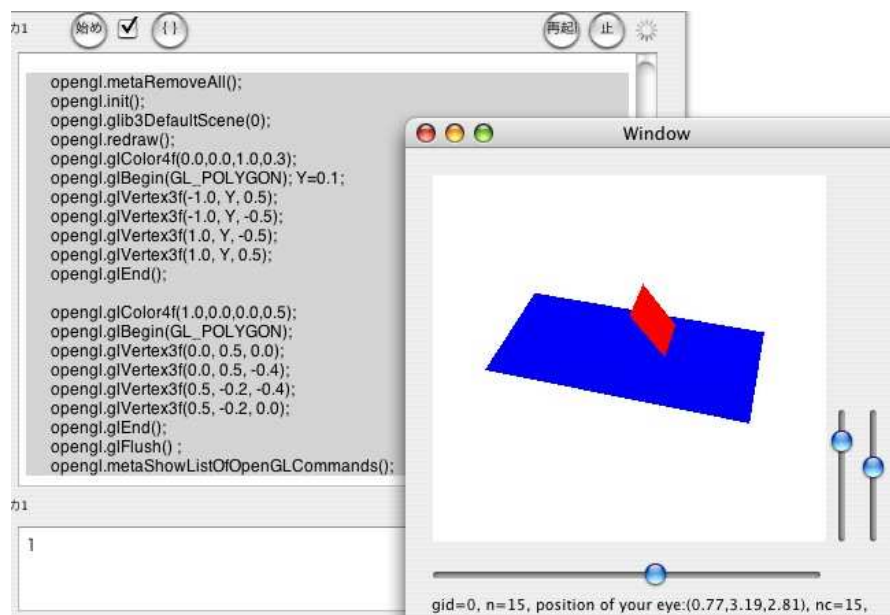 力1
始め
{ }
再起!
止
opengl.metaRemoveAll();
opengl.init();
opengl.glib3DefaultScene(0);
opengl.redraw();
opengl.glColor4f(0.0,0.0,1.0,0.3);
opengl.glBegin(GL_POLYGON); Y=0.1;
opengl.glVertex3f(-1.0, Y, 0.5);
opengl.glVertex3f(-1.0, Y, -0.5);
opengl.glVertex3f(1.0, Y, -0.5);
opengl.glVertex3f(1.0, Y, 0.5);
opengl.glEnd();
opengl.glColor4f(1.0,0.0,0.0,0.5);
opengl.glBegin(GL_POLYGON);
opengl.glVertex3f(0.0, 0.5, 0.0);
opengl.glVertex3f(0.0, 0.5, -0.4);
opengl.glVertex3f(0.5, -0.2, -0.4);
opengl.glVertex3f(0.5, -0.2, 0.0);
opengl.glEnd();
opengl.glFlush() ;
opengl.metaShowListOfOpenGLCommands();
力1
1
Window
gid=0, n=15, position of your eye:(0.77,3.19,2.81), nc=15,